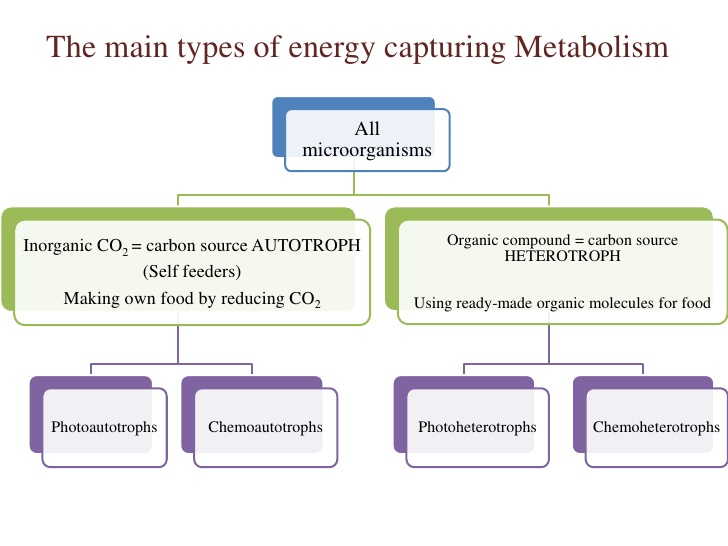 The main types of energy capturing Metabolism
All
microorganisms
Inorganic CO₂ = carbon source AUTOTROPH
(Self feeders)
Making own food by reducing CO₂
Organic compound = carbon source
HETEROTROPH
Using ready-made organic molecules for food
Photoautotrophs
Chemoautotrophs
Photoheterotrophs
Chemoheterotrophs